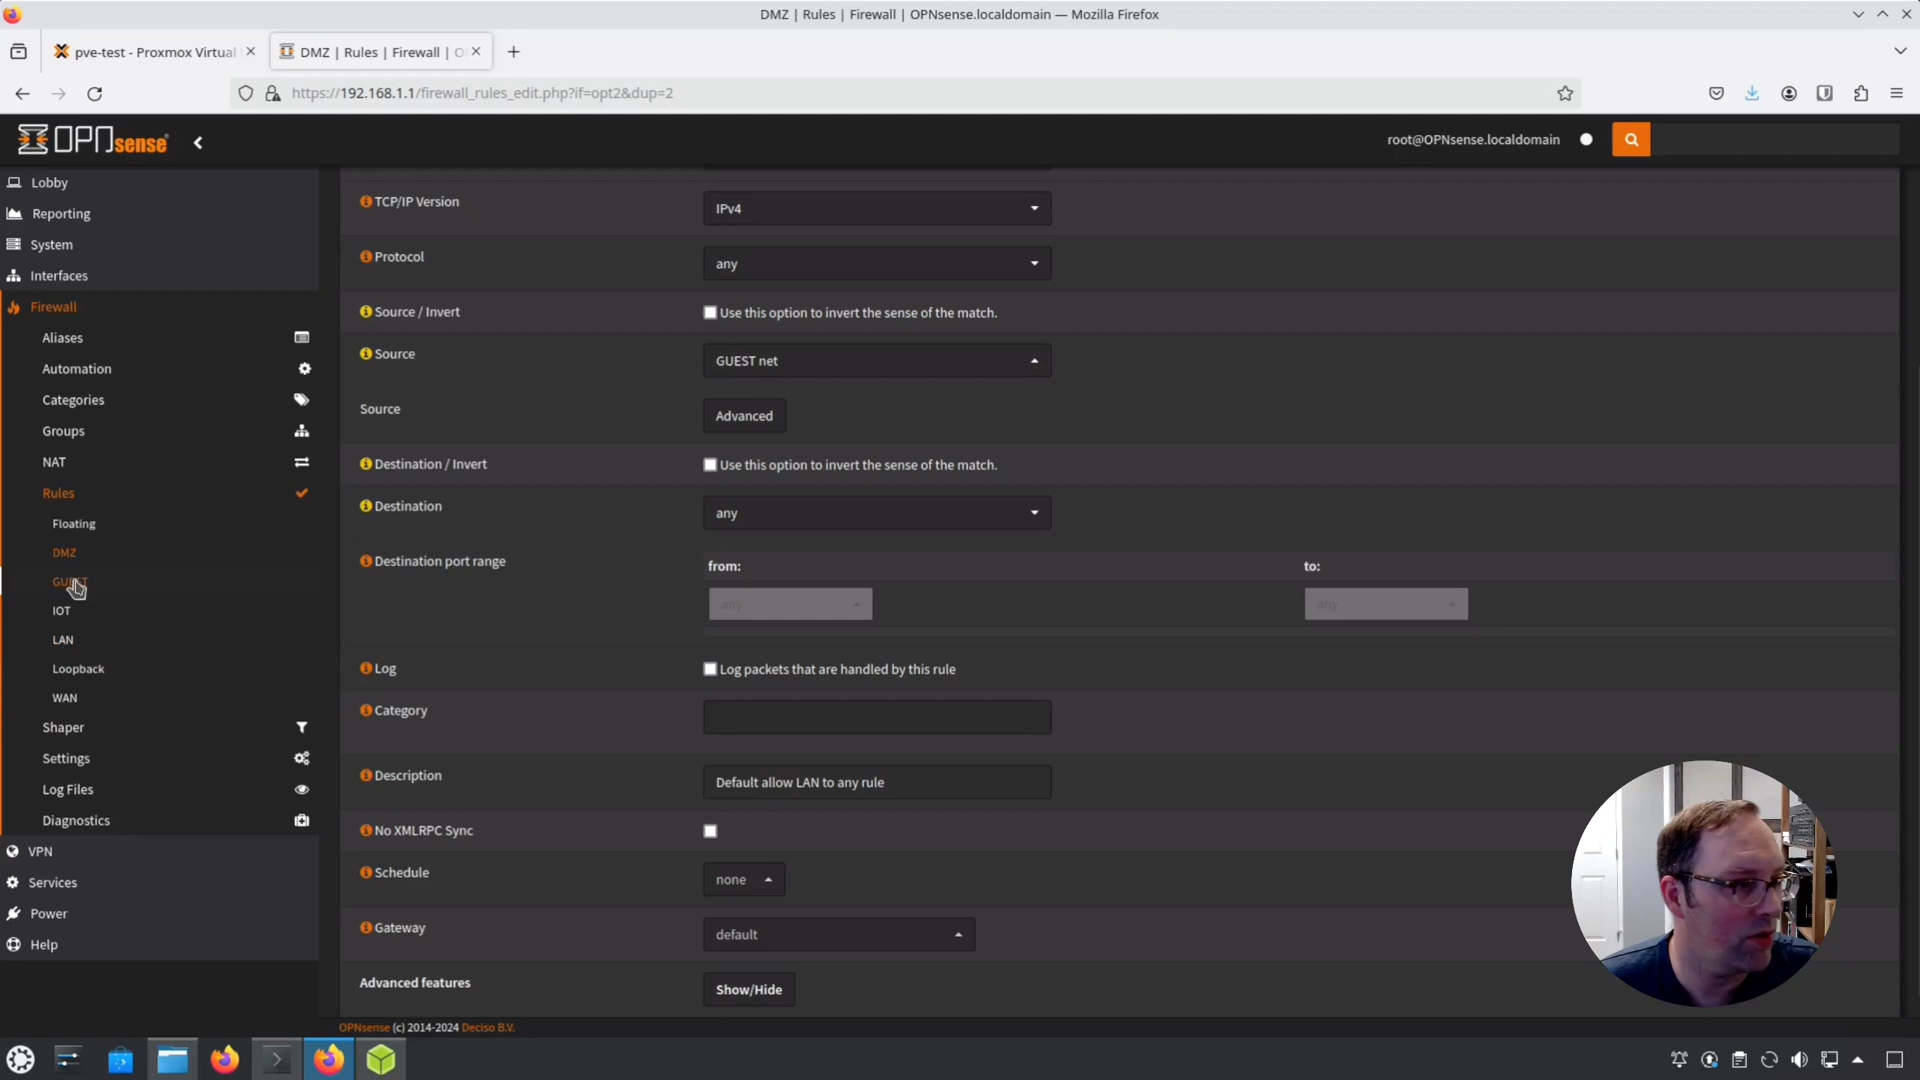 DMZ | Rules | Firewall | OPNsense.localdomain — Mozilla Firefox
pve-test - Proxmox Virtual
DMZ | Rules | Firewall | O
https://192.168.1.1/firewall_rules_edit.php?if=opt2&dup=2
OPNsense
root@OPNsense.localdomain
Lobby
Reporting
System
Interfaces
Firewall
Aliases
Automation
Categories
Groups
NAT
Rules
Floating
DMZ
GUEST
IOT
LAN
Loopback
WAN
Shaper
Settings
Log Files
Diagnostics
VPN
Services
Power
Help
TCP/IP Version
IPv4
Protocol
any
Source / Invert
Use this option to invert the sense of the match.
Source
GUEST net
Source
Advanced
Destination / Invert
Use this option to invert the sense of the match.
Destination
any
Destination port range
from:
to:
any
any
Log
Log packets that are handled by this rule
Category
Description
Default allow LAN to any rule
No XMLRPC Sync
Schedule
none
Gateway
default
Advanced features
Show/Hide
OPNsense (c) 2014-2024 Deciso B.V.